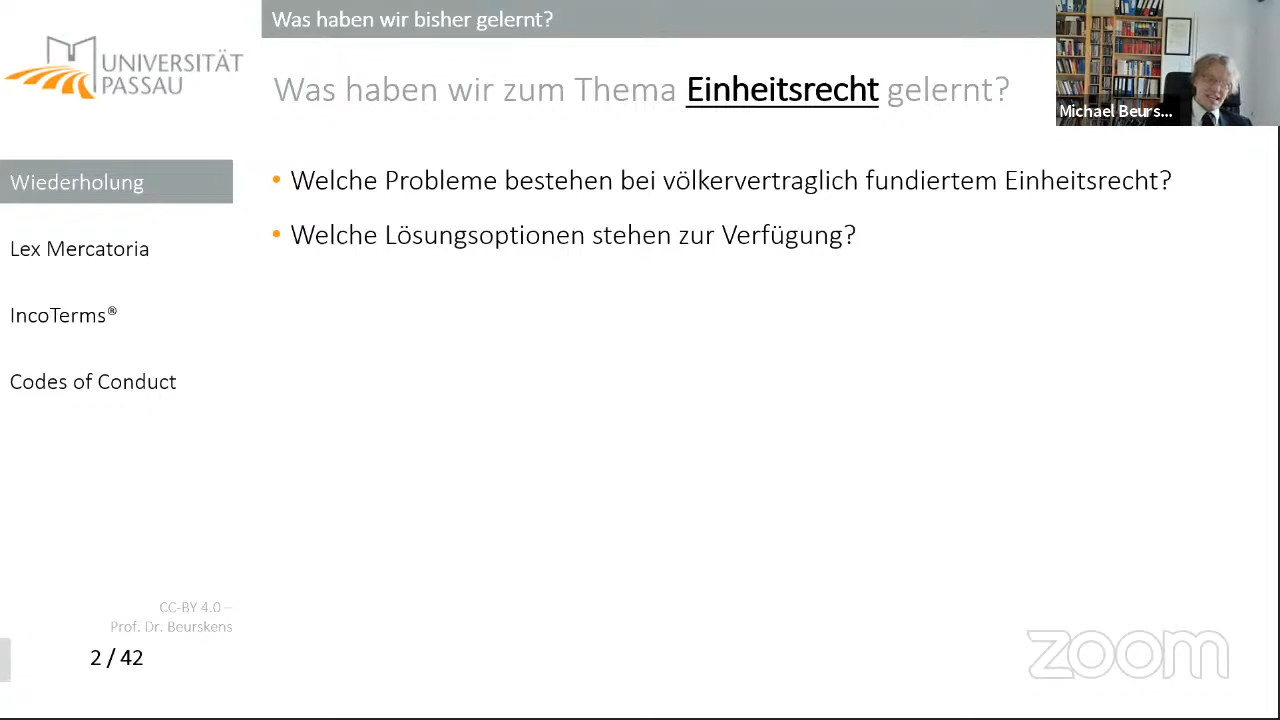 Was haben wir bisher gelernt?
UNIVERSITÄT
PASSAU
Was haben wir zum Thema Einheitsrecht gelernt?
Michael Beurs...
Wiederholung
Lex Mercatoria
IncoTerms®
Codes of Conduct
• Welche Probleme bestehen bei völkervertraglich fundiertem Einheitsrecht?
• Welche Lösungsoptionen stehen zur Verfügung?
CC-BY 4.0 –
Prof. Dr. Beurskens
2 / 42
zoom